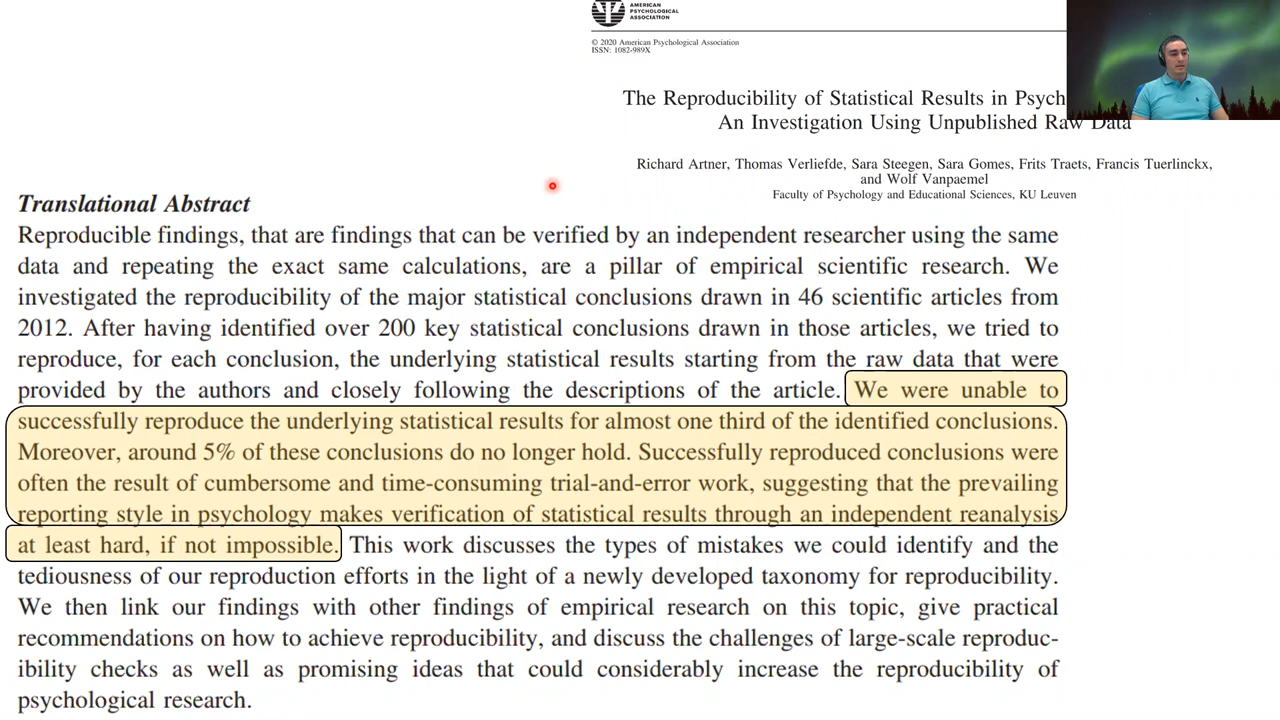 AMERICAN
PSYCHOLOGICAL
ASSOCIATION
© 2020 American Psychological Association
ISSN: 1082-989X
The Reproducibility of Statistical Results in Psych
An Investigation Using Unpublished Raw Data
Richard Artner, Thomas Verliefde, Sara Steegen, Sara Gomes, Frits Traets, Francis Tuerlinckx,
and Wolf Vanpaemel
Faculty of Psychology and Educational Sciences, KU Leuven
Translational Abstract
Reproducible findings, that are findings that can be verified by an independent researcher using the same
data and repeating the exact same calculations, are a pillar of empirical scientific research. We
investigated the reproducibility of the major statistical conclusions drawn in 46 scientific articles from
2012. After having identified over 200 key statistical conclusions drawn in those articles, we tried to
reproduce, for each conclusion, the underlying statistical results starting from the raw data that were
provided by the authors and closely following the descriptions of the article. We were unable to
successfully reproduce the underlying statistical results for almost one third of the identified conclusions.
Moreover, around 5% of these conclusions do no longer hold. Successfully reproduced conclusions were
often the result of cumbersome and time-consuming trial-and-error work, suggesting that the prevailing
reporting style in psychology makes verification of statistical results through an independent reanalysis
at least hard, if not impossible. This work discusses the types of mistakes we could identify and the
tediousness of our reproduction efforts in the light of a newly developed taxonomy for reproducibility.
We then link our findings with other findings of empirical research on this topic, give practical
recommendations on how to achieve reproducibility, and discuss the challenges of large-scale reproduc-
ibility checks as well as promising ideas that could considerably increase the reproducibility of
psychological research.